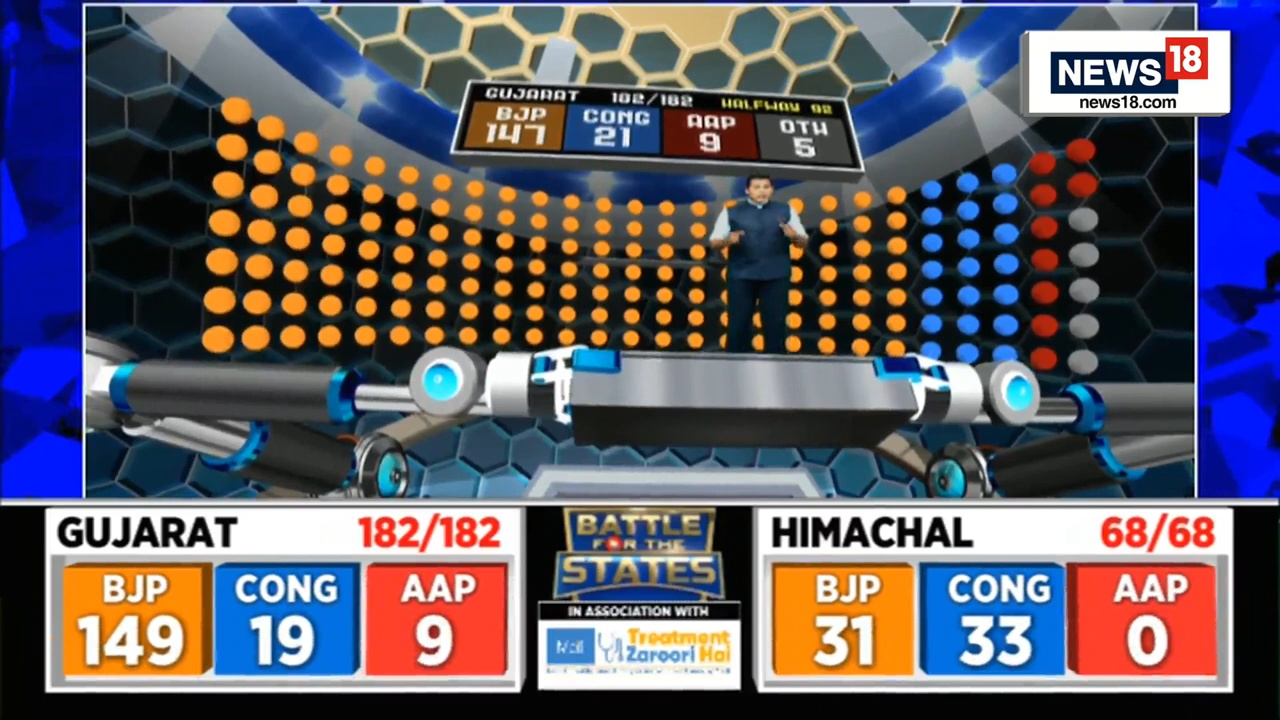 NEWS 18
news18.com
GUJARAT 182/182 HALFWAY 92
BJP CONG AAP OTH
147 21 9 5
GUJARAT 182/182
BJP CONG AAP
149 19 9
BATTLE
FOR THE
STATES
IN ASSOCIATION WITH
Treatment
Zaroori Hai
HIMACHAL 68/68
BJP CONG AAP
31 33 0